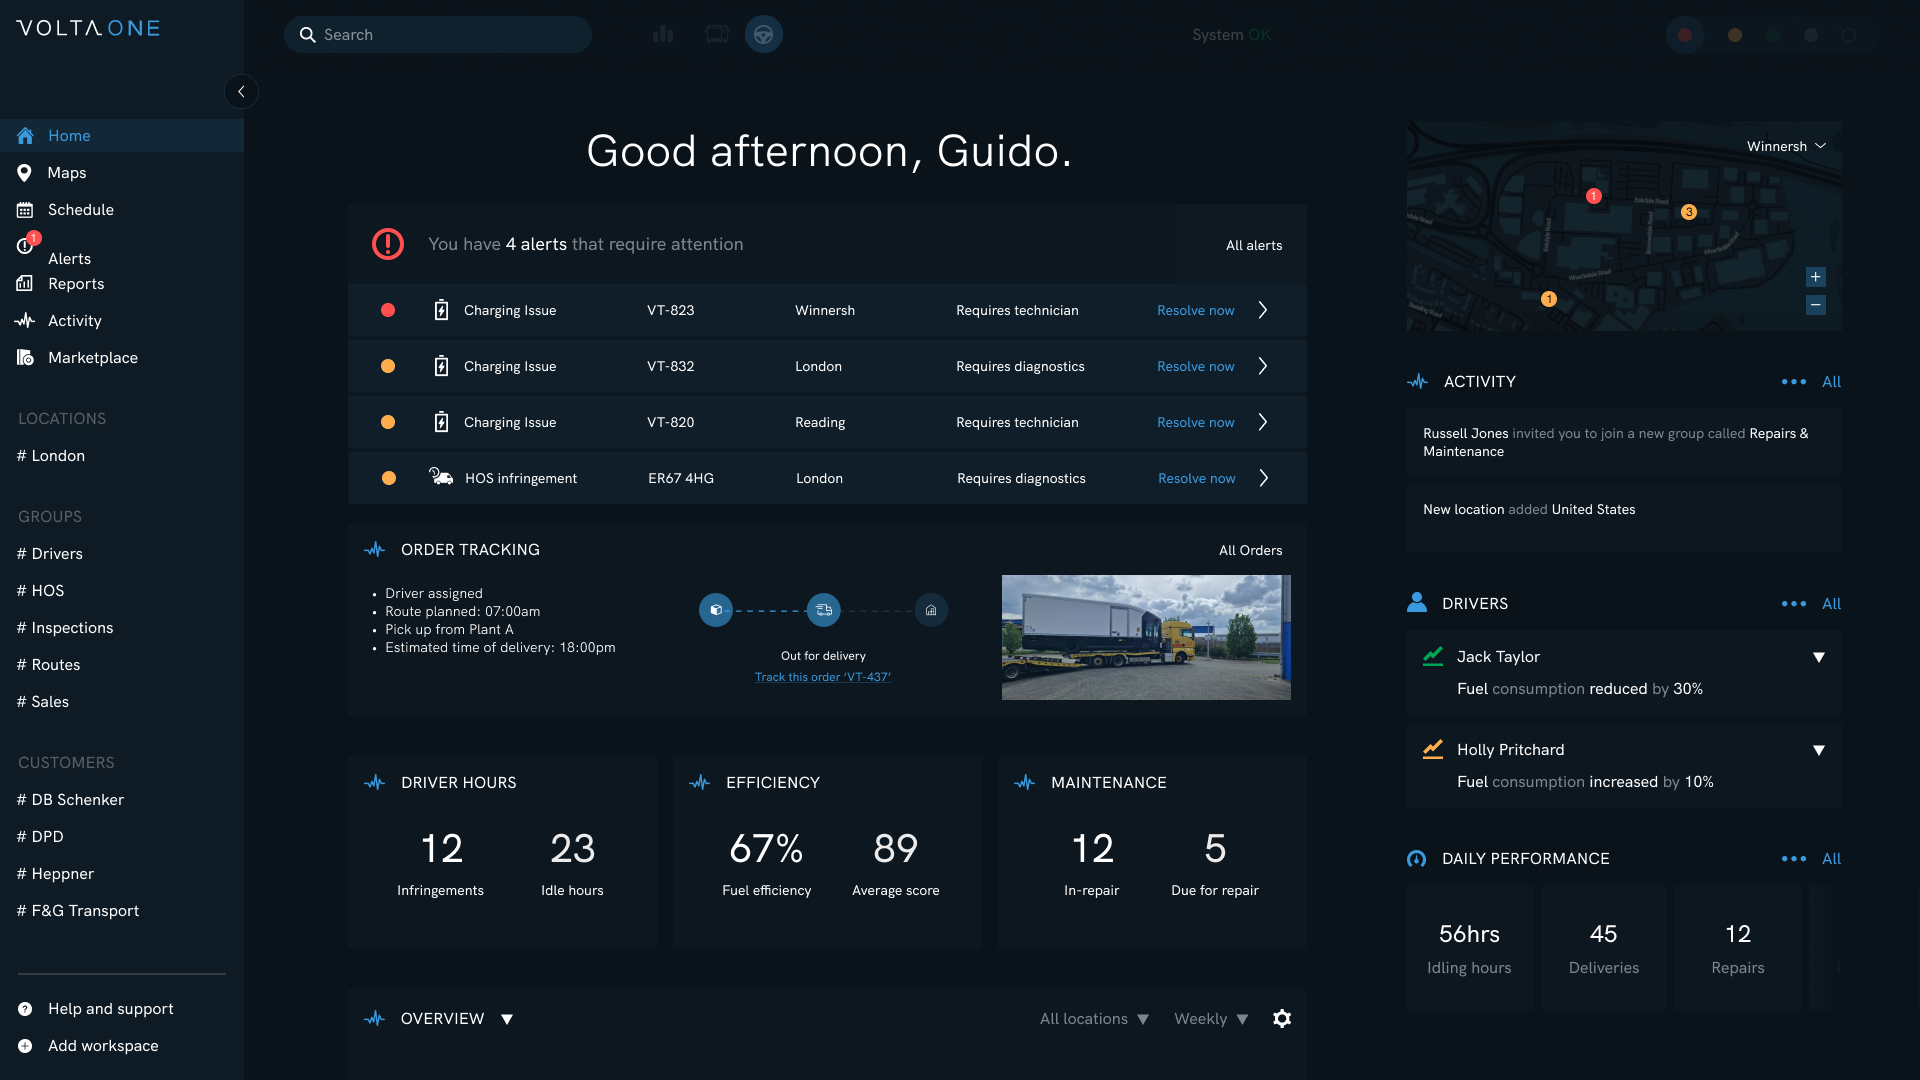 VOLTA ONE
Search
System OK
Home
Maps
Schedule
1
Alerts
Reports
Activity
Marketplace
LOCATIONS
# London
GROUPS
# Drivers
# HOS
# Inspections
# Routes
# Sales
CUSTOMERS
# DB Schenker
# DPD
# Heppner
# F&G Transport
Help and support
Add workspace
Good afternoon, Guido.
You have 4 alerts that require attention
All alerts
Charging Issue VT-823 Winnersh Requires technician Resolve now
Charging Issue VT-832 London Requires diagnostics Resolve now
Charging Issue VT-820 Reading Requires technician Resolve now
HOS infringement ER67 4HG London Requires diagnostics Resolve now
ORDER TRACKING
All Orders
• Driver assigned
• Route planned: 07:00am
• Pick up from Plant A
• Estimated time of delivery: 18:00pm
Out for delivery
Track this order ‘VT-437’
DRIVER HOURS
12 23
Infringements Idle hours
EFFICIENCY
67% 89
Fuel efficiency Average score
MAINTENANCE
12 5
In-repair Due for repair
OVERVIEW
All locations Weekly
Winnersh
1
3
1
+
−
Eskdale Road
Wharfedale Road
Wharfedale Road
ACTIVITY
All
Russell Jones invited you to join a new group called Repairs &
Maintenance
New location added United States
DRIVERS
All
Jack Taylor
Fuel consumption reduced by 30%
Holly Pritchard
Fuel consumption increased by 10%
DAILY PERFORMANCE
All
56hrs 45 12
Idling hours Deliveries Repairs